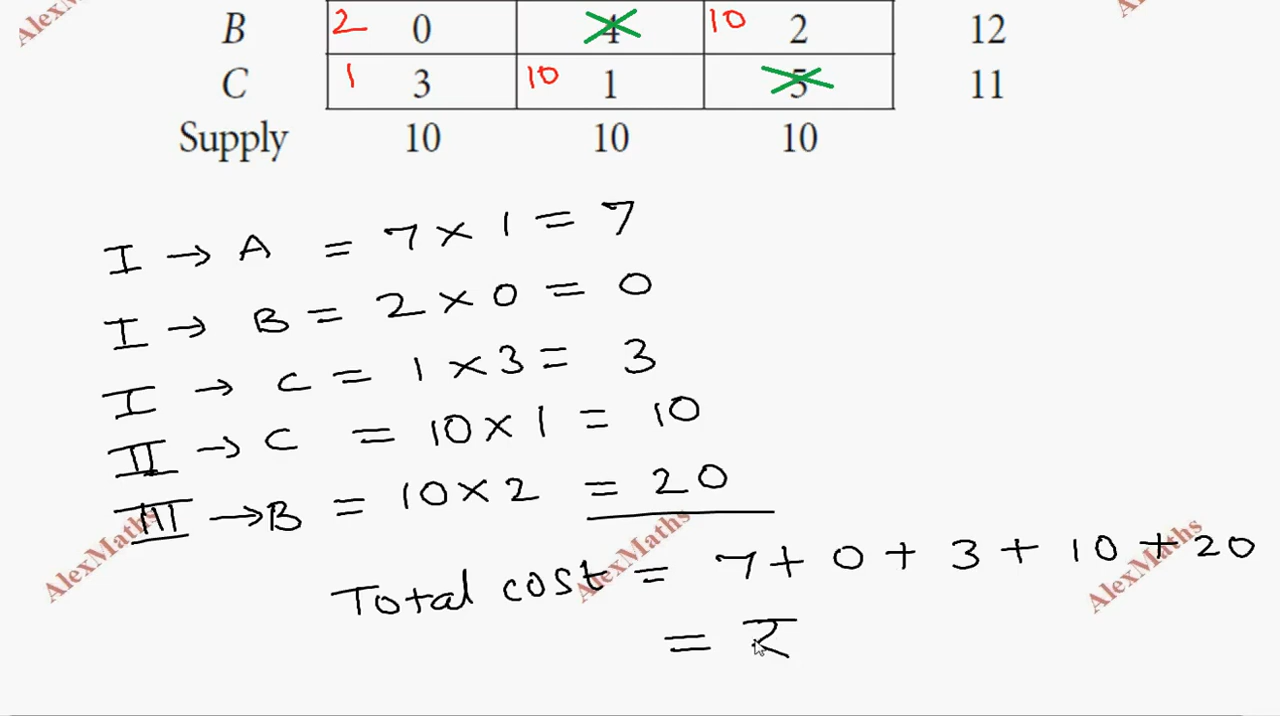 AlexMaths
B 2 0 4 10 2 12
C 1 3 10 1 5 11
Supply 10 10 10
I → A = 7 × 1 = 7
I → B = 2 × 0 = 0
I → C = 1 × 3 = 3
II → C = 10 × 1 = 10
III → B = 10 × 2 = 20
AlexMaths AlexMaths AlexMaths
Total cost = 7 + 0 + 3 + 10 + 20
= ₹